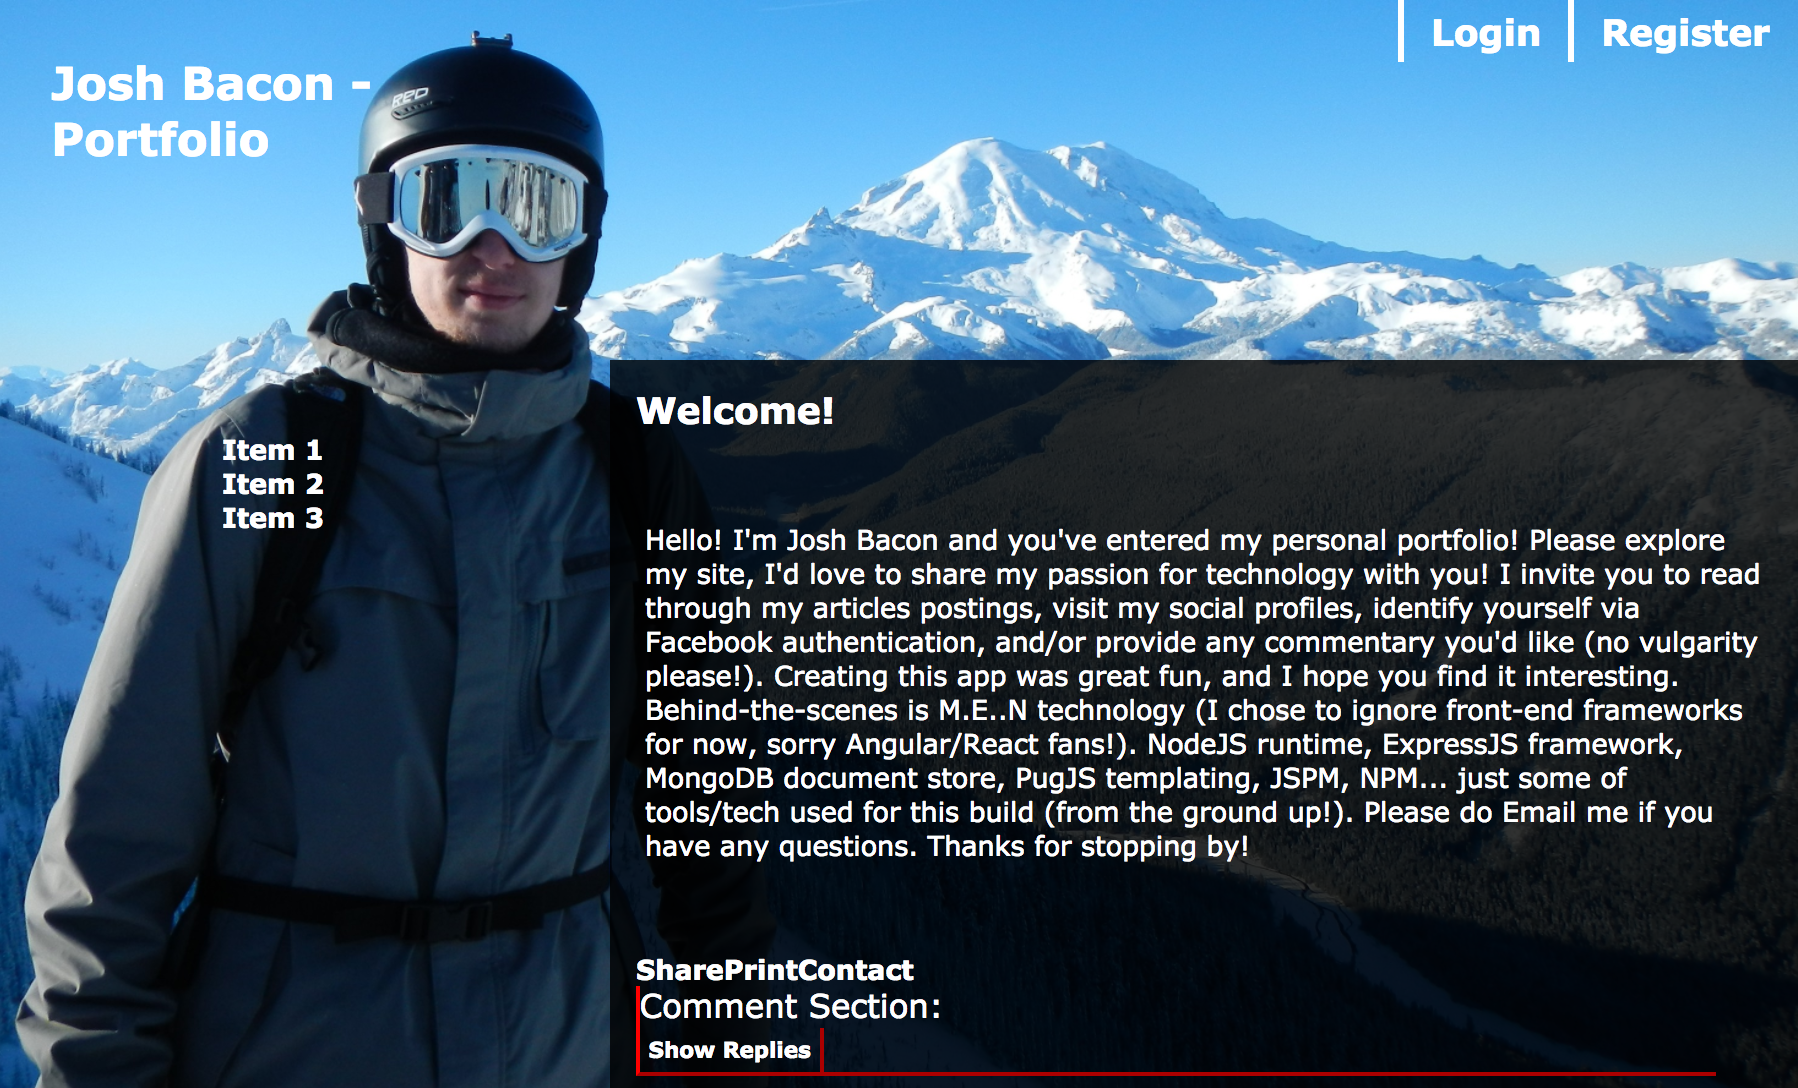 Login
Register
Josh Bacon -
Portfolio
RED
Welcome!
Item 1
Item 2
Item 3
Hello! I'm Josh Bacon and you've entered my personal portfolio! Please explore
my site, I'd love to share my passion for technology with you! I invite you to read
through my articles postings, visit my social profiles, identify yourself via
Facebook authentication, and/or provide any commentary you'd like (no vulgarity
please!). Creating this app was great fun, and I hope you find it interesting.
Behind-the-scenes is M.E..N technology (I chose to ignore front-end frameworks
for now, sorry Angular/React fans!). NodeJS runtime, ExpressJS framework,
MongoDB document store, PugJS templating, JSPM, NPM... just some of
tools/tech used for this build (from the ground up!). Please do Email me if you
have any questions. Thanks for stopping by!
SharePrintContact
Comment Section:
Show Replies